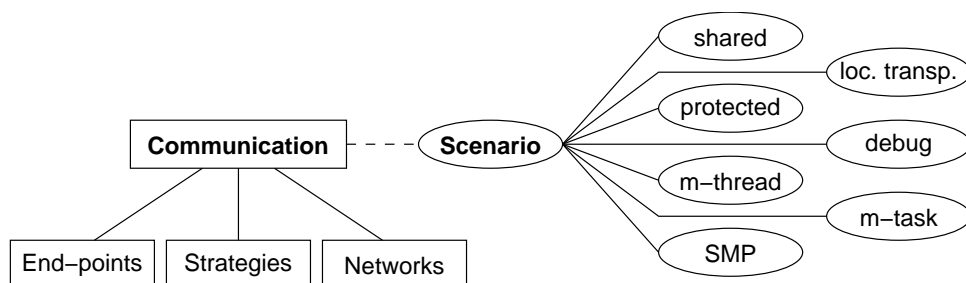 shared
loc. transp.
protected
Communication
Scenario
debug
m−thread
m−task
SMP
End−points
Strategies
Networks